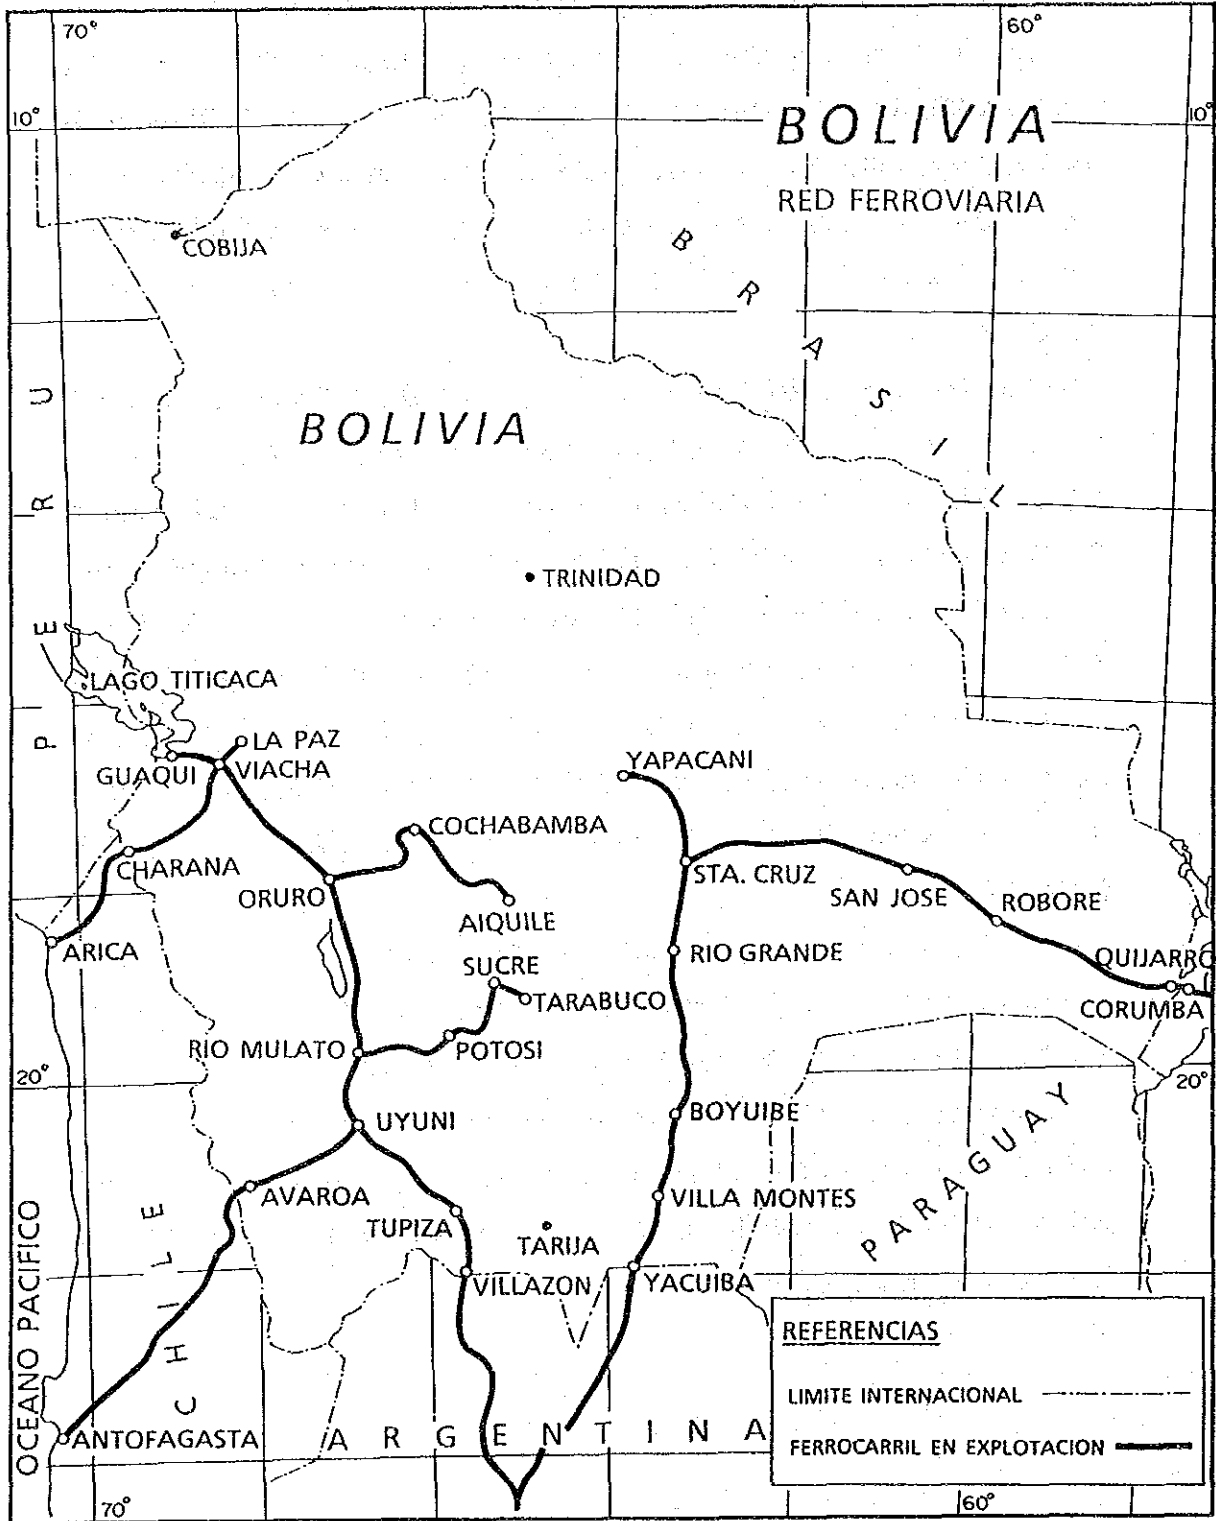 70°
60°
10°
BOLIVIA
10°
RED FERROVIARIA
BRASIL
COBIJA
PERU
BOLIVIA
TRINIDAD
LAGO TITICACA
LA PAZ
GUAQUI
VIACHA
YAPACANI
COCHABAMBA
CHARANA
ORURO
STA. CRUZ
SAN JOSE
ROBORE
AIQUILE
ARICA
SUCRE
RIO GRANDE
QUIJARRO
TARABUCO
CORUMBA
RIO MULATO
POTOSI
20°
20°
UYUNI
BOYUIBE
PARAGUAY
AVAROA
VILLA MONTES
TUPIZA
TARIJA
VILLAZON
YACUIBA
OCEANO PACIFICO
CHILE
REFERENCIAS
LIMITE INTERNACIONAL
ANTOFAGASTA
ARGENTINA
FERROCARRIL EN EXPLOTACION
70°
60°